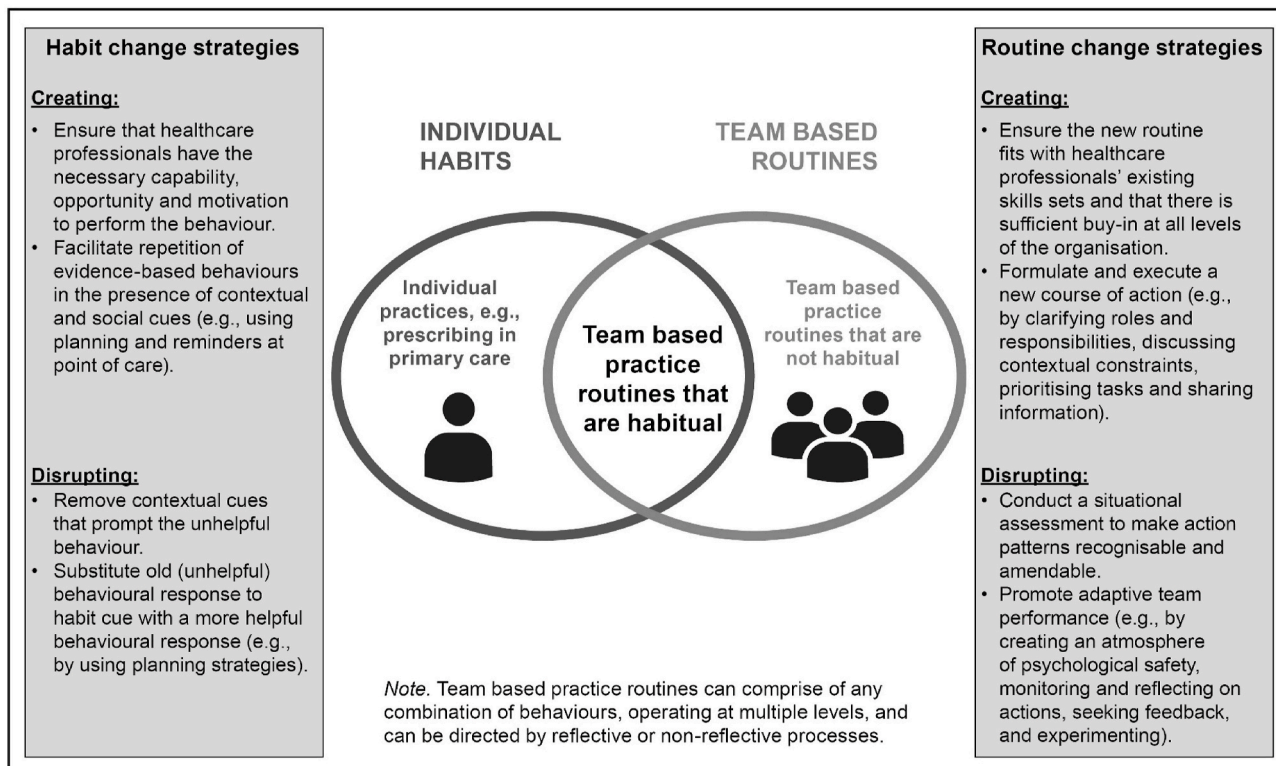 Habit change strategies
Creating:
• Ensure that healthcare
professionals have the
necessary capability,
opportunity and motivation
to perform the behaviour.
• Facilitate repetition of
evidence-based behaviours
in the presence of contextual
and social cues (e.g., using
planning and reminders at
point of care).
Disrupting:
• Remove contextual cues
that prompt the unhelpful
behaviour.
• Substitute old (unhelpful)
behavioural response to
habit cue with a more helpful
behavioural response (e.g.,
by using planning strategies).
INDIVIDUAL
HABITS
TEAM BASED
ROUTINES
Individual
practices, e.g.,
prescribing in
primary care
Team based
practice
routines that
are habitual
Team based
practice
routines that are
not habitual
Note. Team based practice routines can comprise of any
combination of behaviours, operating at multiple levels, and
can be directed by reflective or non-reflective processes.
Routine change strategies
Creating:
• Ensure the new routine
fits with healthcare
professionals’ existing
skills sets and that there is
sufficient buy-in at all levels
of the organisation.
• Formulate and execute a
new course of action (e.g.,
by clarifying roles and
responsibilities, discussing
contextual constraints,
prioritising tasks and sharing
information).
Disrupting:
• Conduct a situational
assessment to make action
patterns recognisable and
amendable.
• Promote adaptive team
performance (e.g., by
creating an atmosphere
of psychological safety,
monitoring and reflecting on
actions, seeking feedback,
and experimenting).